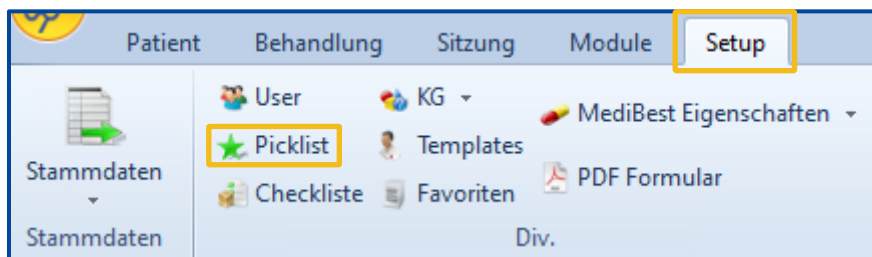 Patient Behandlung Sitzung Module Setup
User KG MediBest Eigenschaften
Picklist Templates
Stammdaten PDF Formular
Checkliste Favoriten
Stammdaten Div.